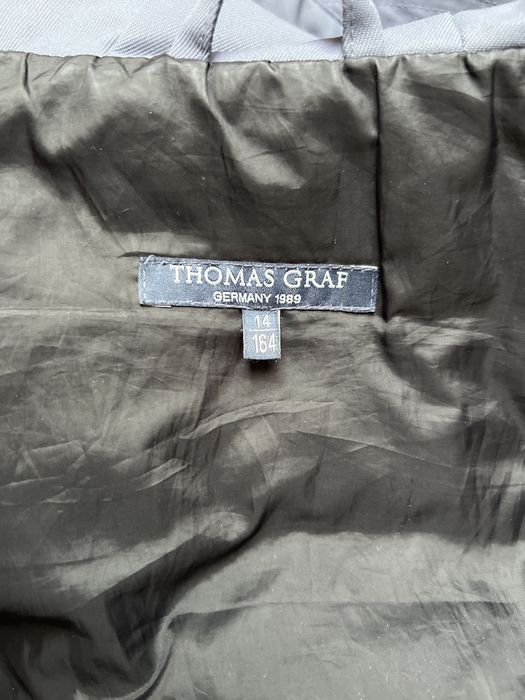 THOMAS GRAF
GERMANY 1989
14
164